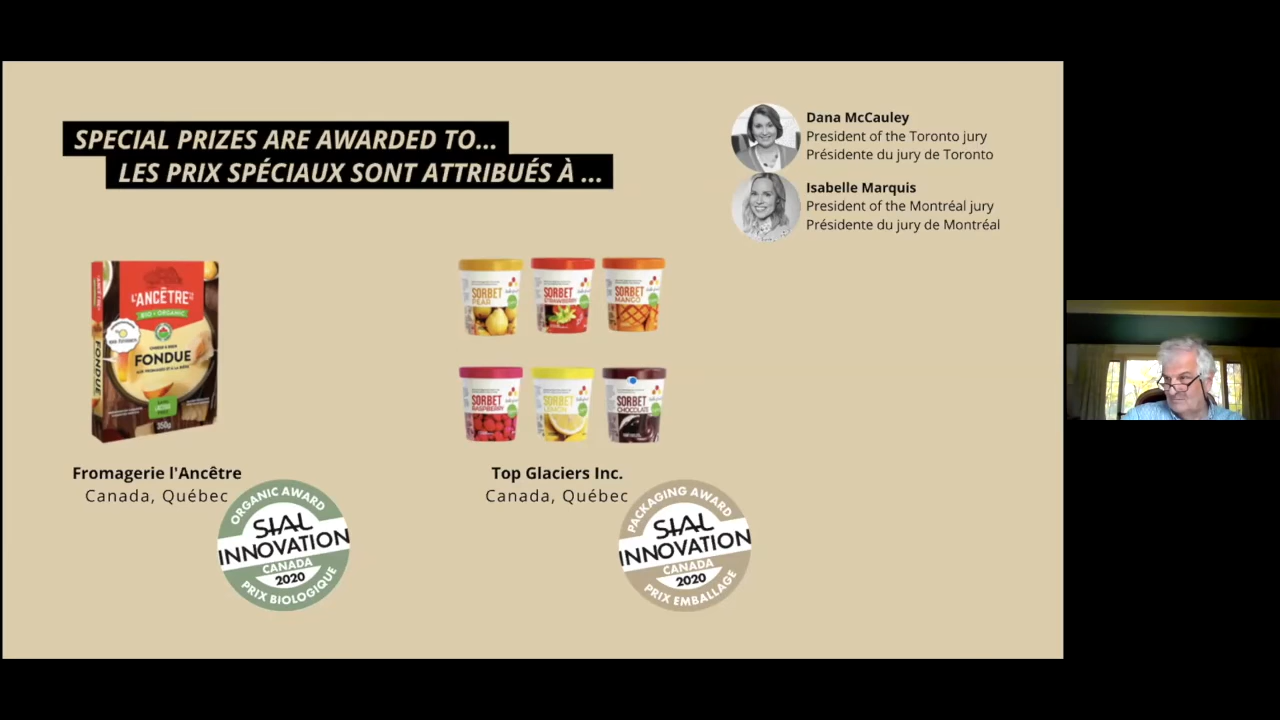 SPECIAL PRIZES ARE AWARDED TO...
LES PRIX SPÉCIAUX SONT ATTRIBUÉS À ...
Dana McCauley
President of the Toronto jury
Présidente du jury de Toronto
Isabelle Marquis
President of the Montréal jury
Présidente du jury de Montréal
L'ANCÊTRE
BIO • ORGANIC
FONDUE
FONDUE
350g
SORBET
PEAR
SORBET
STRAWBERRY
SORBET
MANGO
SORBET
RASPBERRY
SORBET
LEMON
SORBET
CHOCOLATE
Fromagerie l'Ancêtre
Canada, Québec
ORGANIC AWARD
SIAL
INNOVATION
CANADA
2020
PRIX BIOLOGIQUE
Top Glaciers Inc.
Canada, Québec
PACKAGING AWARD
SIAL
INNOVATION
CANADA
2020
PRIX EMBALLAGE